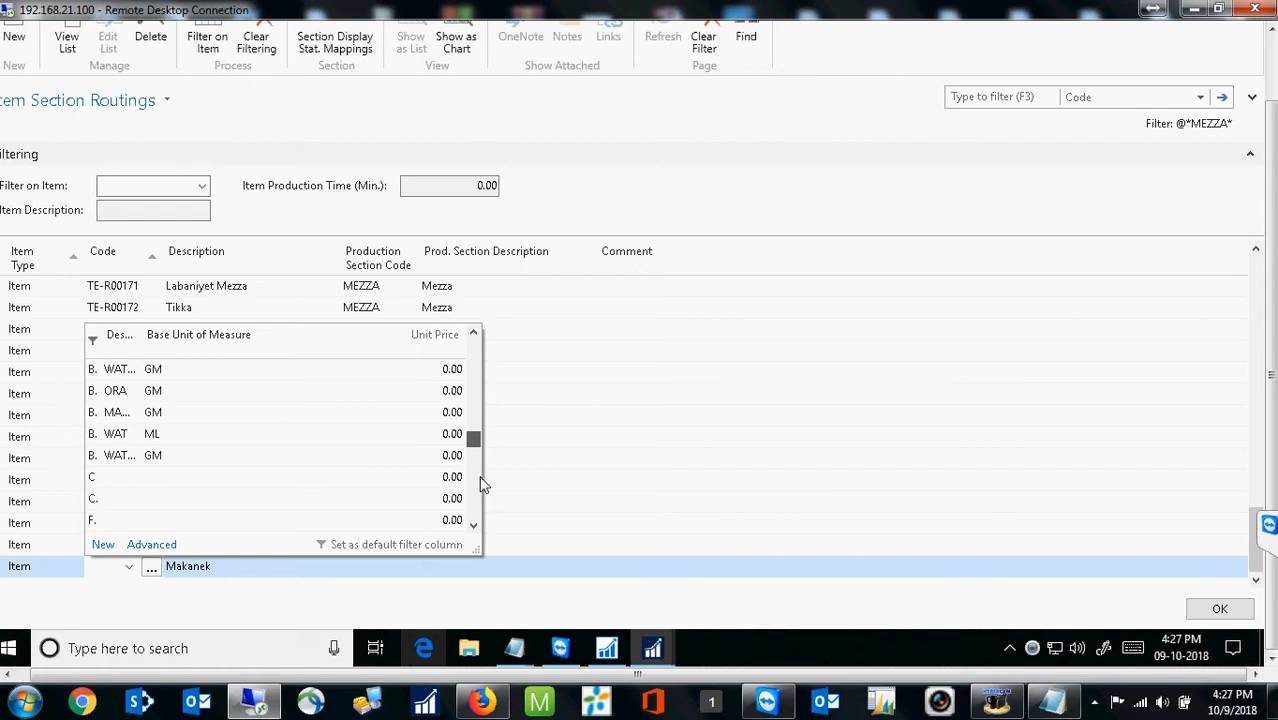 192.168.21.100 - Remote Desktop Connection
New
View List
Edit List
Delete
Filter on Item
Clear Filtering
Section Display Stat. Mappings
Show as List
Show as Chart
OneNote
Notes
Links
Refresh
Clear Filter
Find
New
Manage
Process
Section
View
Show Attached
Page
tem Section Routings
Type to filter (F3)
Code
Filter: @*MEZZA*
iltering
Filter on Item:
Item Production Time (Min.):
0.00
Item Description:
Item Type
Code
Description
Production Section Code
Prod. Section Description
Comment
Item TE-R00171 Labaniyet Mezza MEZZA Mezza
Item TE-R00172 Tikka MEZZA Mezza
Item
Item
Item
Item
Item
Item
Item
Item
Item
Item
Item
Des... Base Unit of Measure Unit Price
B. WAT... GM 0.00
B. ORA GM 0.00
B. MA... GM 0.00
B. WAT ML 0.00
B. WAT... GM 0.00
C 0.00
C. 0.00
F. 0.00
New Advanced Set as default filter column
Item ... Makanek
OK
Type here to search
4:27 PM
09-10-2018
1
4:27 PM
10/9/2018